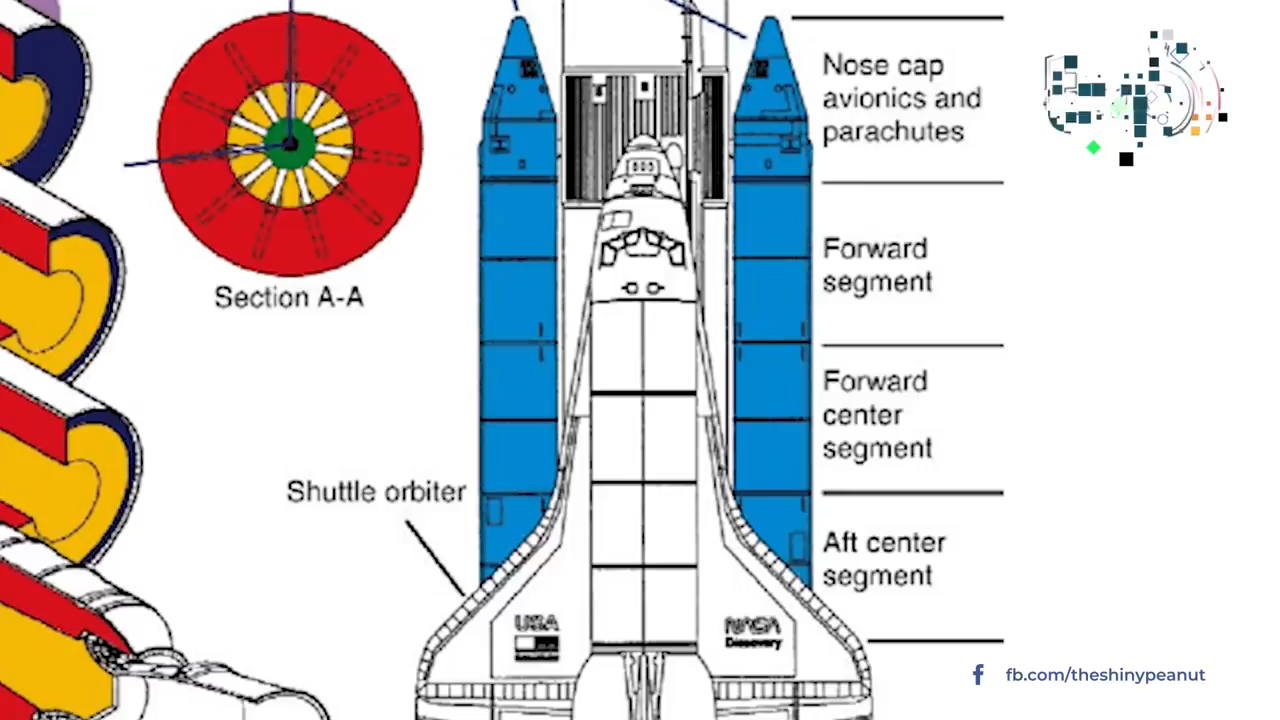 Nose cap
avionics and
parachutes
Section A-A
Forward
segment
Forward
center
segment
Shuttle orbiter
Aft center
segment
USA
NASA
Discovery
fb.com/theshinypeanut